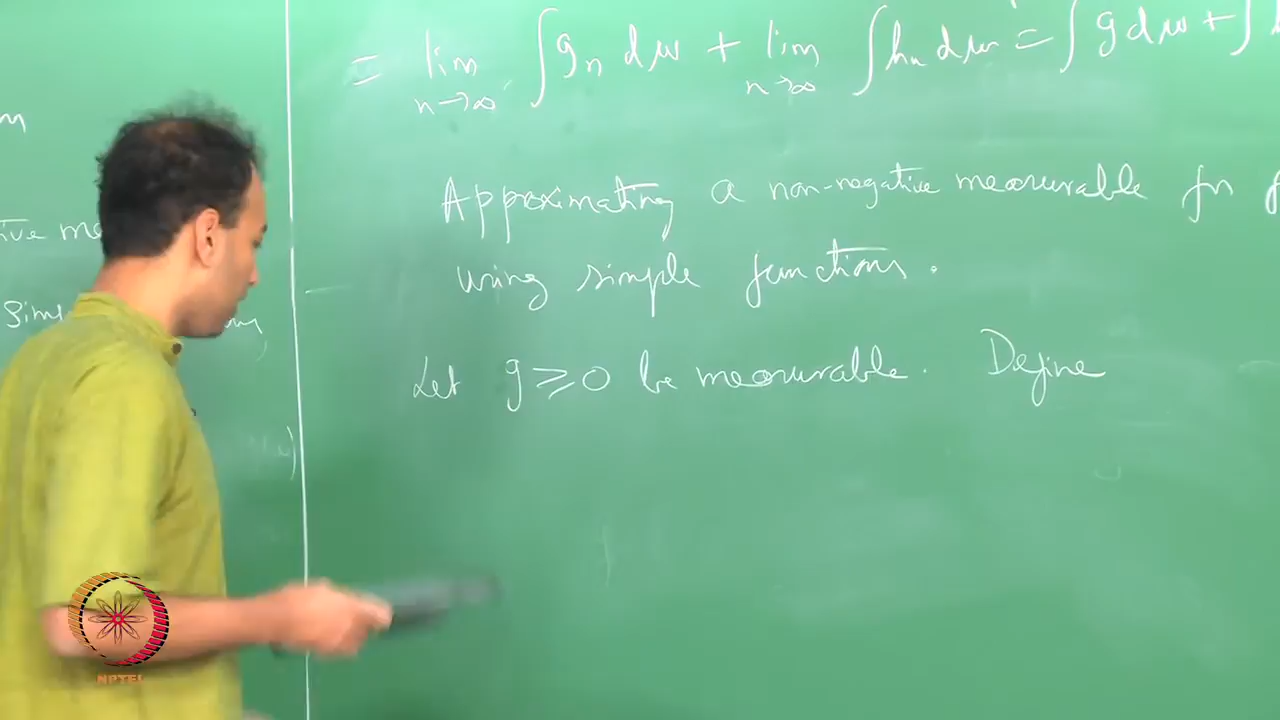 = lim n→∞ ∫ gₙ dμ + lim n→∞ ∫ hₙ dμ = ∫ g dμ + ∫
Approximating a non-negative measurable fn f
using simple functions.
Let g ≥ 0 be measurable. Define
NPTEL